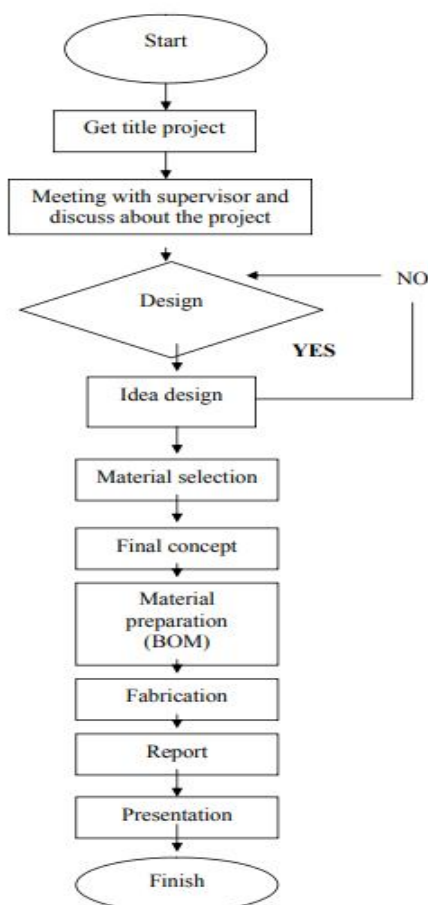 Start
Get title project
Meeting with supervisor and
discuss about the project
Design
NO
YES
Idea design
Material selection
Final concept
Material
preparation
(BOM)
Fabrication
Report
Presentation
Finish